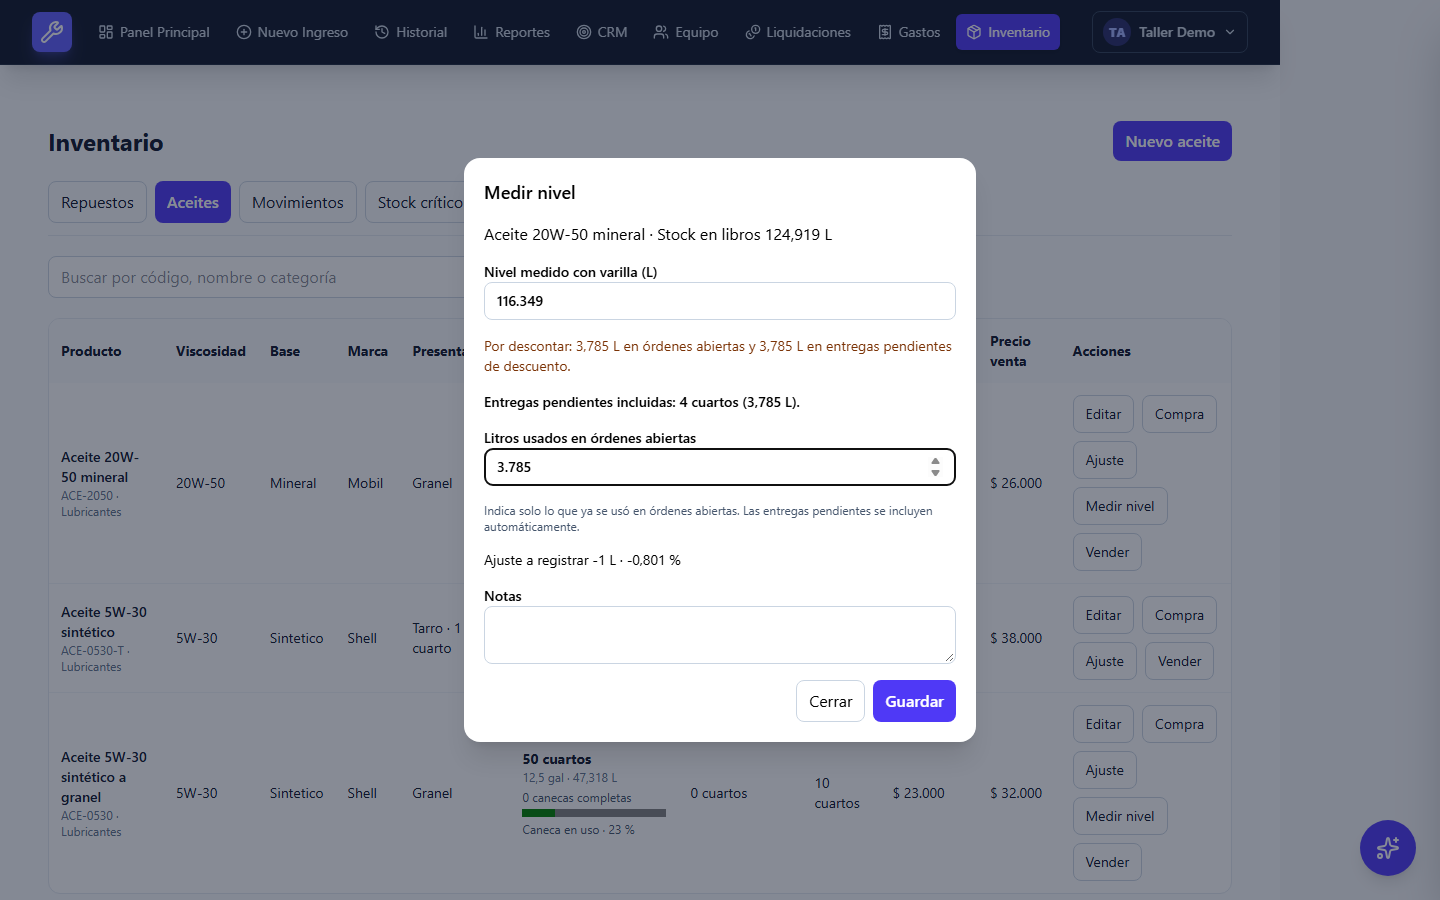 Panel Principal
Nuevo Ingreso
Historial
Reportes
CRM
Equipo
Liquidaciones
Gastos
Inventario
TA
Taller Demo
Inventario
Nuevo aceite
Repuestos
Aceites
Movimientos
Stock crítico
Buscar por código, nombre o categoría
Producto
Viscosidad
Base
Marca
Precio
venta
Acciones
Aceite 20W-
50 mineral
ACE-2050 ·
Lubricantes
20W-50
Mineral
Mobil
Granel
$ 26.000
Editar
Compra
Ajuste
Medir nivel
Vender
Aceite 5W-30
sintético
ACE-0530-T ·
Lubricantes
5W-30
Sintetico
Shell
Tarro · 1
cuarto
$ 38.000
Editar
Compra
Ajuste
Vender
Aceite 5W-30
sintético a
granel
ACE-0530 ·
Lubricantes
5W-30
Sintetico
Shell
Granel
50 cuartos
12,5 gal · 47,318 L
0 canecas completas
Caneca en uso · 23 %
0 cuartos
10
cuartos
$ 23.000
$ 32.000
Editar
Compra
Ajuste
Medir nivel
Vender
Medir nivel
Aceite 20W-50 mineral · Stock en libros 124,919 L
Nivel medido con varilla (L)
116.349
Por descontar: 3,785 L en órdenes abiertas y 3,785 L en entregas pendientes
de descuento.
Entregas pendientes incluidas: 4 cuartos (3,785 L).
Litros usados en órdenes abiertas
3.785
Indica solo lo que ya se usó en órdenes abiertas. Las entregas pendientes se incluyen
automáticamente.
Ajuste a registrar -1 L · -0,801 %
Notas
Cerrar
Guardar